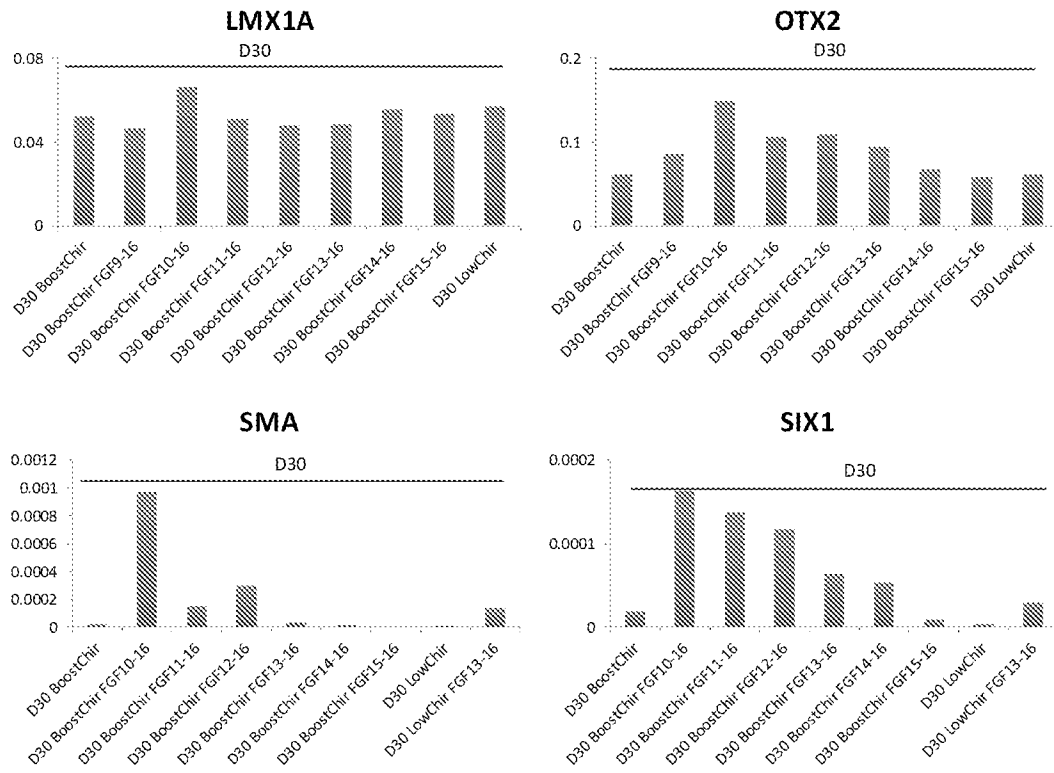 LMX1A
D30
0.08
0.04
0
D30 BoostChir
D30 BoostChir FGF9-16
D30 BoostChir FGF10-16
D30 BoostChir FGF11-16
D30 BoostChir FGF12-16
D30 BoostChir FGF13-16
D30 BoostChir FGF14-16
D30 BoostChir FGF15-16
D30 LowChir
OTX2
D30
0.2
0.1
0
D30 BoostChir
D30 BoostChir FGF9-16
D30 BoostChir FGF10-16
D30 BoostChir FGF11-16
D30 BoostChir FGF12-16
D30 BoostChir FGF13-16
D30 BoostChir FGF14-16
D30 BoostChir FGF15-16
D30 LowChir
SMA
D30
0.0012
0.001
0.0008
0.0006
0.0004
0.0002
0
D30 BoostChir
D30 BoostChir FGF10-16
D30 BoostChir FGF11-16
D30 BoostChir FGF12-16
D30 BoostChir FGF13-16
D30 BoostChir FGF14-16
D30 BoostChir FGF15-16
D30 LowChir
D30 LowChir FGF13-16
SIX1
D30
0.0002
0.0001
0
D30 BoostChir
D30 BoostChir FGF10-16
D30 BoostChir FGF11-16
D30 BoostChir FGF12-16
D30 BoostChir FGF13-16
D30 BoostChir FGF14-16
D30 BoostChir FGF15-16
D30 LowChir
D30 LowChir FGF13-16